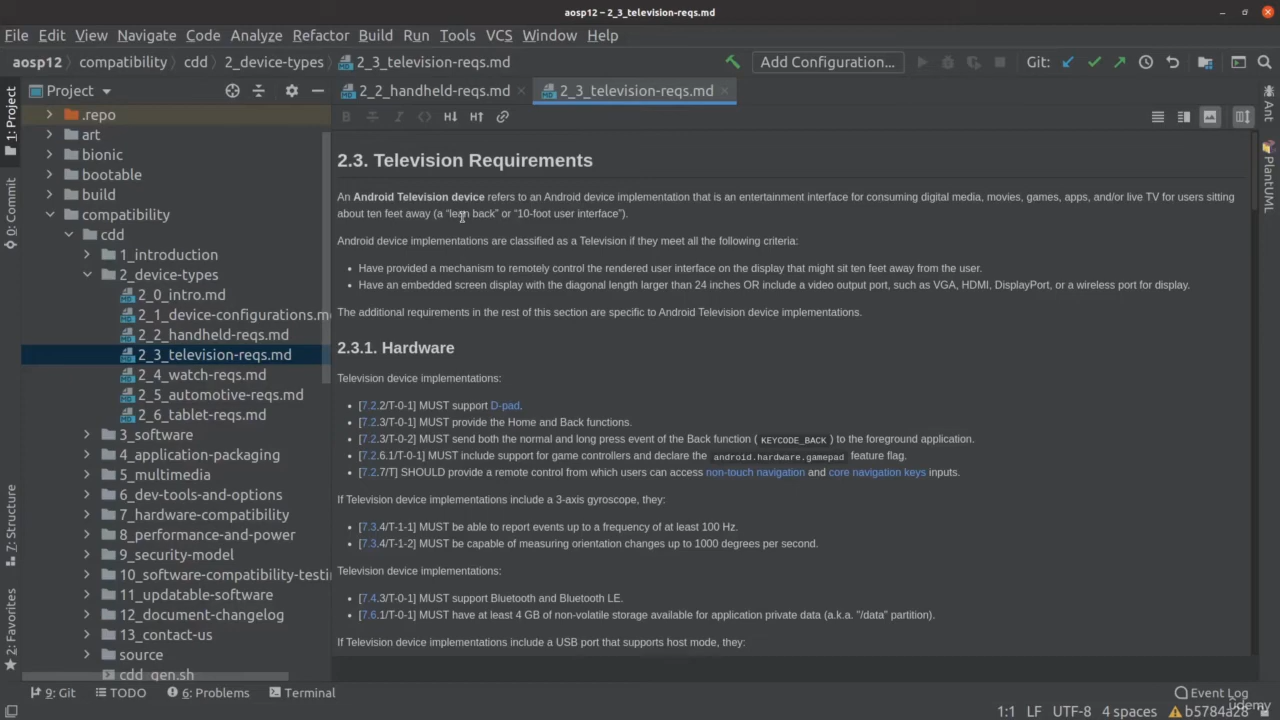 aosp12 – 2_3_television-reqs.md
File Edit View Navigate Code Analyze Refactor Build Run Tools VCS Window Help
aosp12 compatibility cdd 2_device-types 2_3_television-reqs.md Add Configuration... Git:
1: Project
Project
2_2_handheld-reqs.md 2_3_television-reqs.md
Ant
PlantUML
0: Commit
7: Structure
2: Favorites
.repo
art
bionic
bootable
build
compatibility
cdd
1_introduction
2_device-types
2_0_intro.md
2_1_device-configurations.m
2_2_handheld-reqs.md
2_3_television-reqs.md
2_4_watch-reqs.md
2_5_automotive-reqs.md
2_6_tablet-reqs.md
3_software
4_application-packaging
5_multimedia
6_dev-tools-and-options
7_hardware-compatibility
8_performance-and-power
9_security-model
10_software-compatibility-testi
11_updatable-software
12_document-changelog
13_contact-us
source
cdd_gen.sh
2.3. Television Requirements
An Android Television device refers to an Android device implementation that is an entertainment interface for consuming digital media, movies, games, apps, and/or live TV for users sitting
about ten feet away (a “lean back” or “10-foot user interface”).
Android device implementations are classified as a Television if they meet all the following criteria:
• Have provided a mechanism to remotely control the rendered user interface on the display that might sit ten feet away from the user.
• Have an embedded screen display with the diagonal length larger than 24 inches OR include a video output port, such as VGA, HDMI, DisplayPort, or a wireless port for display.
The additional requirements in the rest of this section are specific to Android Television device implementations.
2.3.1. Hardware
Television device implementations:
• [7.2.2/T-0-1] MUST support D-pad.
• [7.2.3/T-0-1] MUST provide the Home and Back functions.
• [7.2.3/T-0-2] MUST send both the normal and long press event of the Back function ( KEYCODE_BACK ) to the foreground application.
• [7.2.6.1/T-0-1] MUST include support for game controllers and declare the android.hardware.gamepad feature flag.
• [7.2.7/T] SHOULD provide a remote control from which users can access non-touch navigation and core navigation keys inputs.
If Television device implementations include a 3-axis gyroscope, they:
• [7.3.4/T-1-1] MUST be able to report events up to a frequency of at least 100 Hz.
• [7.3.4/T-1-2] MUST be capable of measuring orientation changes up to 1000 degrees per second.
Television device implementations:
• [7.4.3/T-0-1] MUST support Bluetooth and Bluetooth LE.
• [7.6.1/T-0-1] MUST have at least 4 GB of non-volatile storage available for application private data (a.k.a. "/data" partition).
If Television device implementations include a USB port that supports host mode, they:
9: Git TODO 6: Problems Terminal Event Log
1:1 LF UTF-8 4 spaces b5784a28
ûdemy